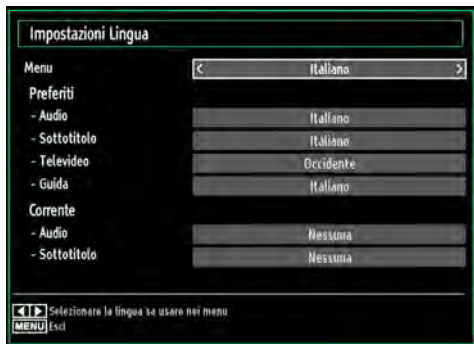 Impostazioni Lingua
Menu < Italiano >
Preferiti
- Audio Italiano
- Sottotitolo Italiano
- Televideo Occidente
- Guida Italiano
Corrente
- Audio Nessuna
- Sottotitolo Nessuna
Selezionare la lingua sa usare nei menu
MENU Esci